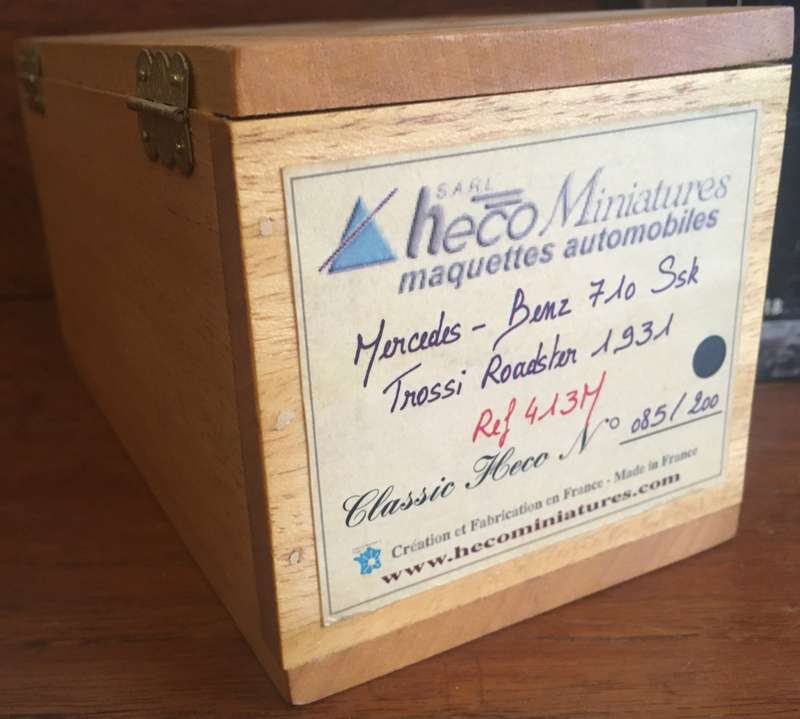 S.A.R.L
heco Miniatures
maquettes automobiles
Mercedes - Benz 710 Ssk
Trossi Roadster 1931
Ref 413M
Classic Heco N° 085/200
Création et Fabrication en France - Made in France
www.hecominiatures.com